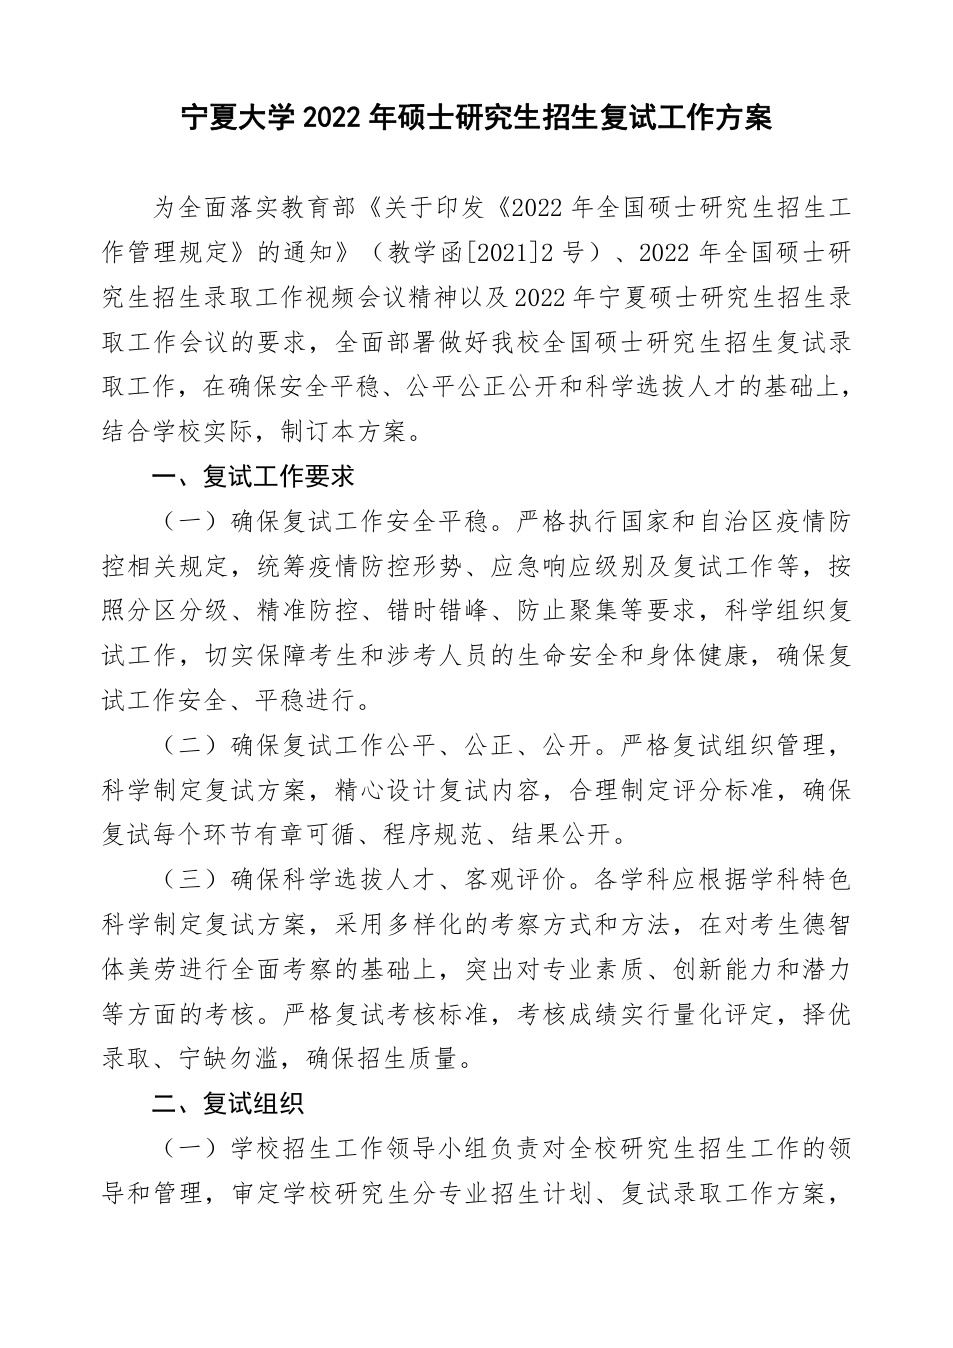 宁夏大学 2022 年硕士研究生招生复试工作方案
为全面落实教育部《关于印发《2022 年全国硕士研究生招生工
作管理规定》的通知》（教学函[2021]2 号）、2022 年全国硕士研
究生招生录取工作视频会议精神以及 2022 年宁夏硕士研究生招生录
取工作会议的要求，全面部署做好我校全国硕士研究生招生复试录
取工作，在确保安全平稳、公平公正公开和科学选拔人才的基础上，
结合学校实际，制订本方案。
一、复试工作要求
（一）确保复试工作安全平稳。严格执行国家和自治区疫情防
控相关规定，统筹疫情防控形势、应急响应级别及复试工作等，按
照分区分级、精准防控、错时错峰、防止聚集等要求，科学组织复
试工作，切实保障考生和涉考人员的生命安全和身体健康，确保复
试工作安全、平稳进行。
（二）确保复试工作公平、公正、公开。严格复试组织管理，
科学制定复试方案，精心设计复试内容，合理制定评分标准，确保
复试每个环节有章可循、程序规范、结果公开。
（三）确保科学选拔人才、客观评价。各学科应根据学科特色
科学制定复试方案，采用多样化的考察方式和方法，在对考生德智
体美劳进行全面考察的基础上，突出对专业素质、创新能力和潜力
等方面的考核。严格复试考核标准，考核成绩实行量化评定，择优
录取、宁缺勿滥，确保招生质量。
二、复试组织
（一）学校招生工作领导小组负责对全校研究生招生工作的领
导和管理，审定学校研究生分专业招生计划、复试录取工作方案，